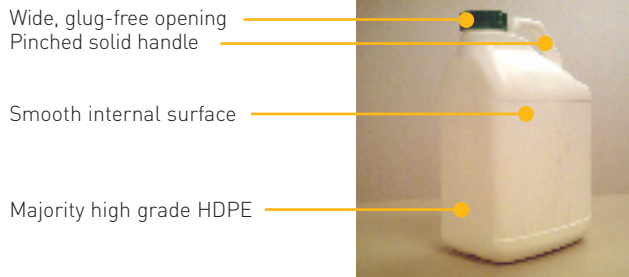 Wide, glug-free opening
Pinched solid handle
Smooth internal surface
Majority high grade HDPE